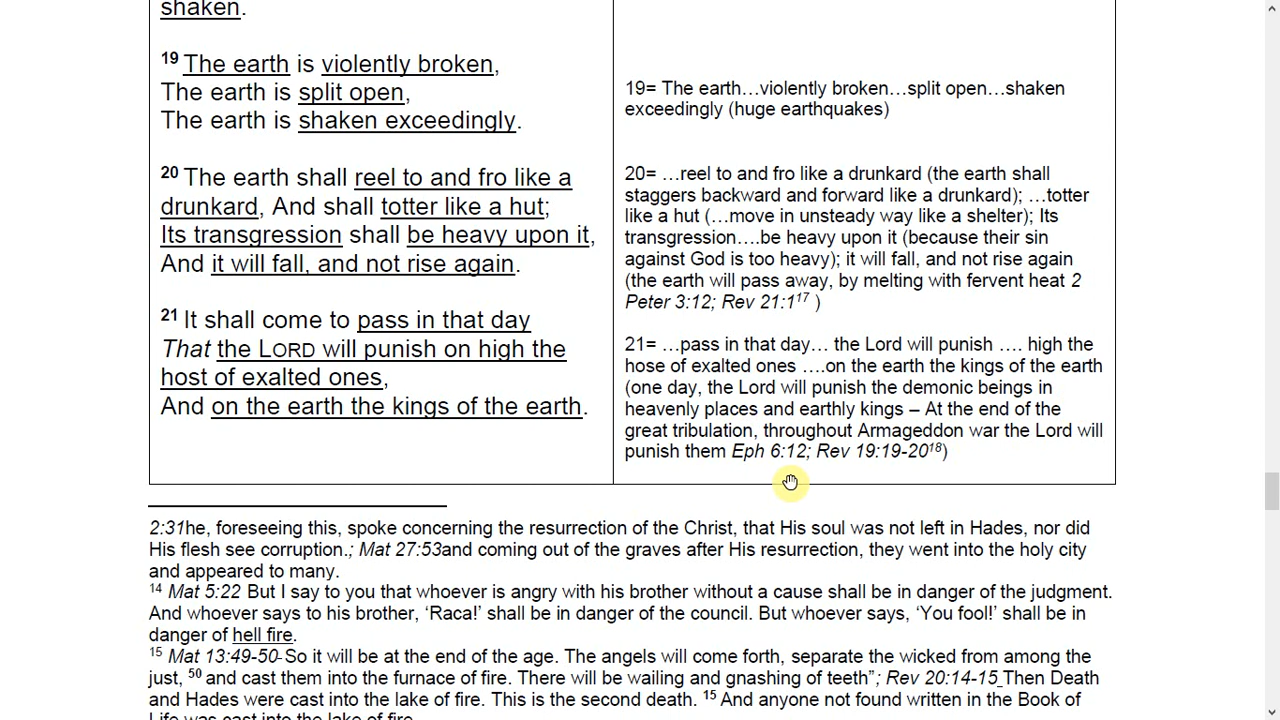 shaken.
19 The earth is violently broken,
The earth is split open,
The earth is shaken exceedingly.
20 The earth shall reel to and fro like a
drunkard, And shall totter like a hut;
Its transgression shall be heavy upon it,
And it will fall, and not rise again.
21 It shall come to pass in that day
That the LORD will punish on high the
host of exalted ones,
And on the earth the kings of the earth.
19= The earth…violently broken…split open…shaken
exceedingly (huge earthquakes)
20= …reel to and fro like a drunkard (the earth shall
staggers backward and forward like a drunkard); …totter
like a hut (…move in unsteady way like a shelter); Its
transgression….be heavy upon it (because their sin
against God is too heavy); it will fall, and not rise again
(the earth will pass away, by melting with fervent heat 2
Peter 3:12; Rev 21:1 17 )
21= …pass in that day… the Lord will punish …. high the
hose of exalted ones ….on the earth the kings of the earth
(one day, the Lord will punish the demonic beings in
heavenly places and earthly kings – At the end of the
great tribulation, throughout Armageddon war the Lord will
punish them Eph 6:12; Rev 19:19-20 18)
2:31he, foreseeing this, spoke concerning the resurrection of the Christ, that His soul was not left in Hades, nor did
His flesh see corruption.; Mat 27:53and coming out of the graves after His resurrection, they went into the holy city
and appeared to many.
14 Mat 5:22 But I say to you that whoever is angry with his brother without a cause shall be in danger of the judgment.
And whoever says to his brother, ‘Raca!’ shall be in danger of the council. But whoever says, ‘You fool!’ shall be in
danger of hell fire.
15 Mat 13:49-50 So it will be at the end of the age. The angels will come forth, separate the wicked from among the
just, 50 and cast them into the furnace of fire. There will be wailing and gnashing of teeth”; Rev 20:14-15 Then Death
and Hades were cast into the lake of fire. This is the second death. 15 And anyone not found written in the Book of
Life was cast into the lake of fire.